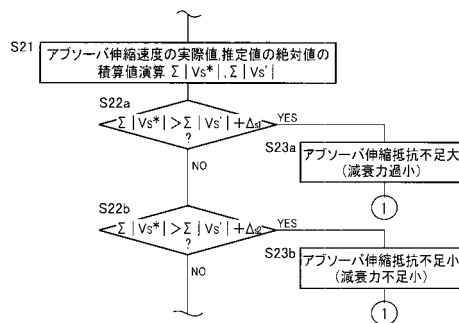 S21
アブソーバ伸縮速度の実際値,推定値の絶対値の
積算値演算 Σ|Vs*|,Σ|Vs'|
S22a
Σ|Vs*|>Σ|Vs'|+Δs1
?
YES
NO
S23a
アブソーバ伸縮抵抗不足大
(減衰力過小)
1
S22b
Σ|Vs*|>Σ|Vs'|+Δs2
?
YES
NO
S23b
アブソーバ伸縮抵抗不足小
(減衰力不足小)
1